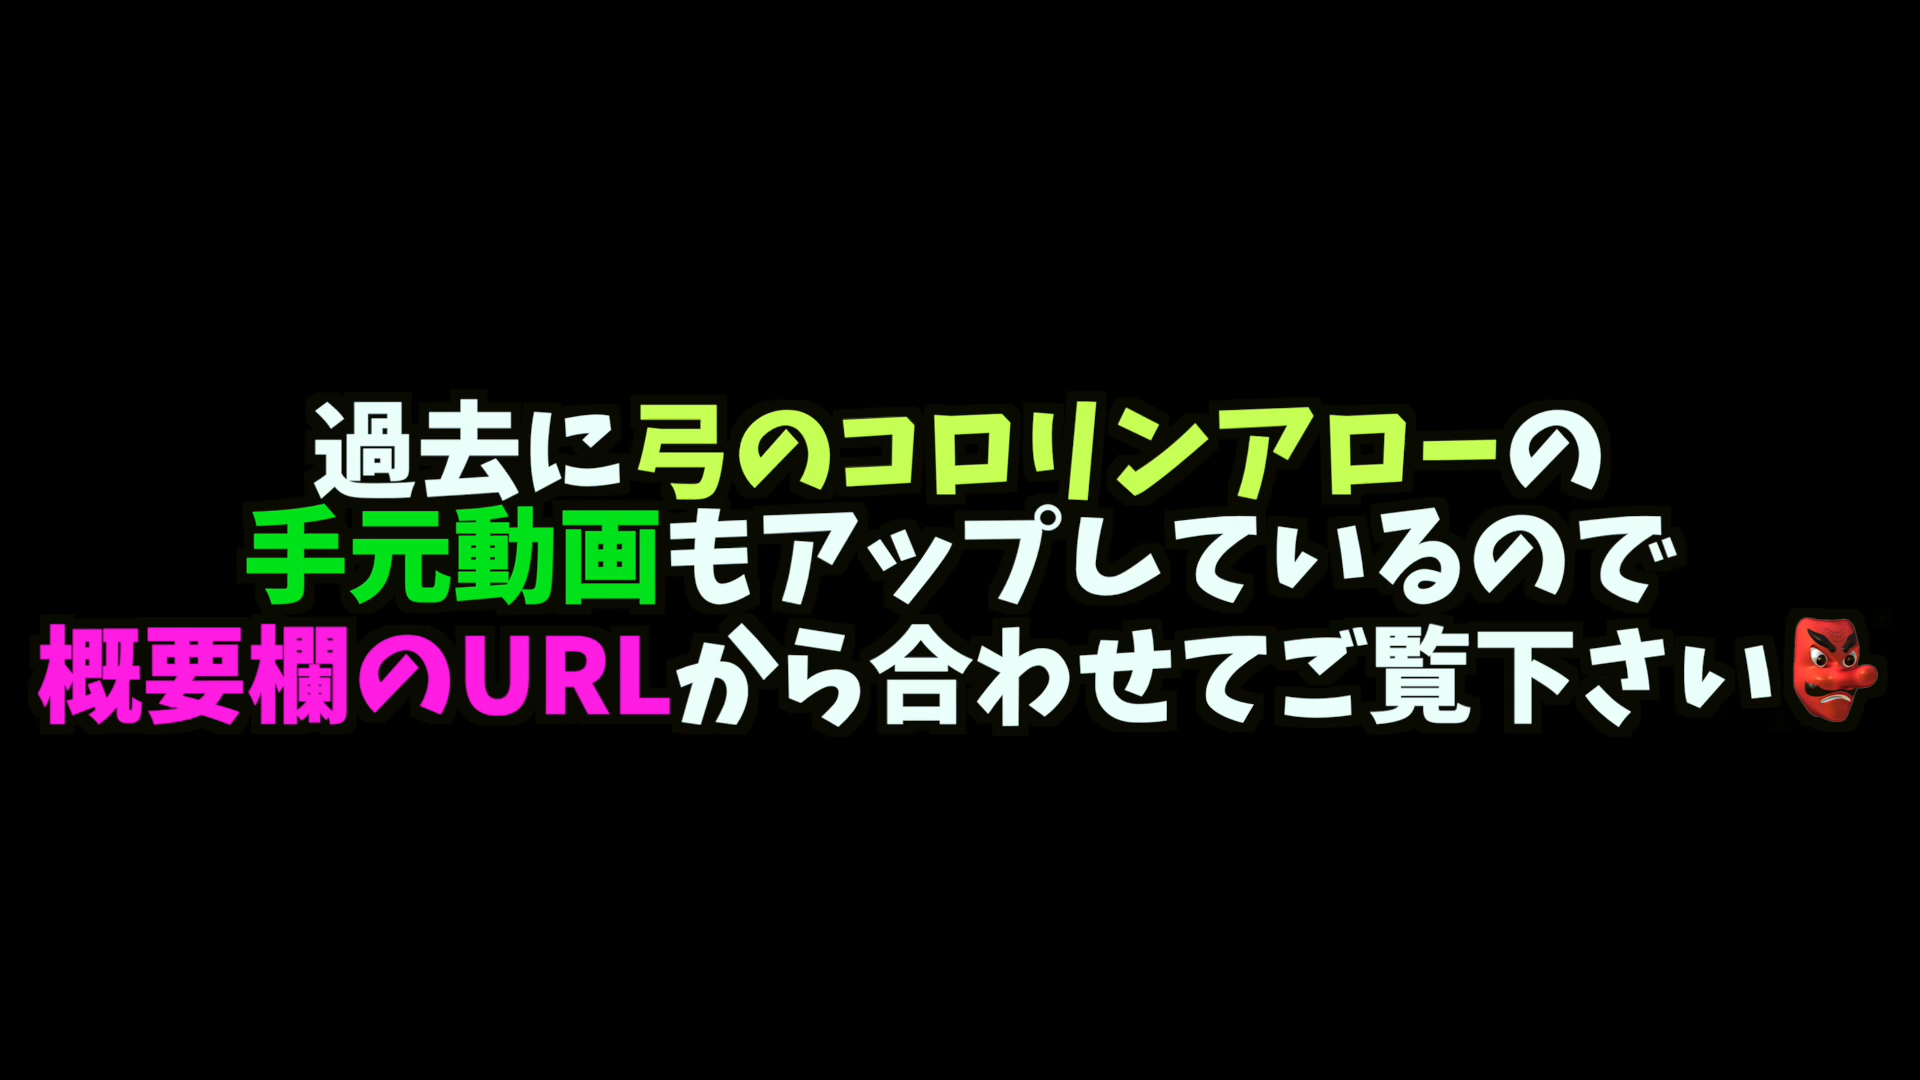 過去に弓のコロリンアローの
手元動画もアップしているので
概要欄のURLから合わせてご覧下さい👺